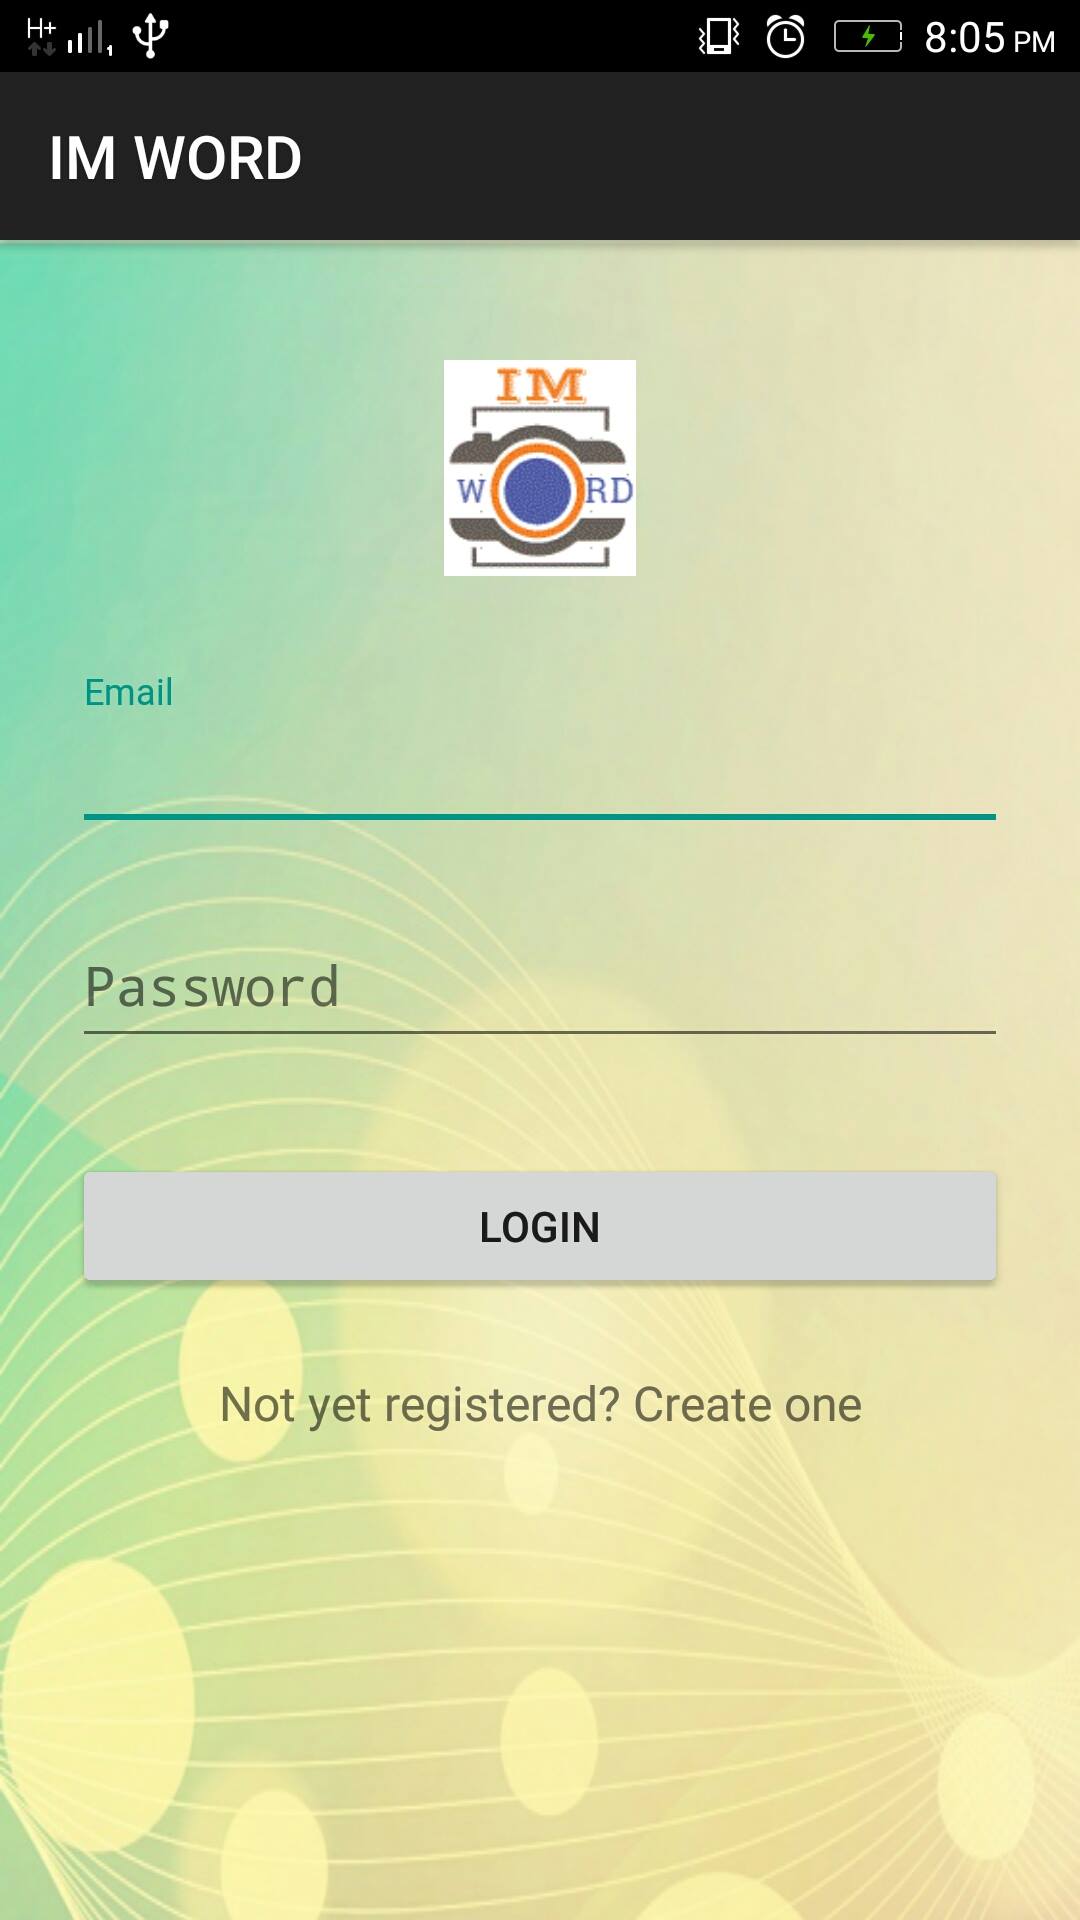 H+ 1 8:05 PM
IM WORD
IM
W RD
Email
Password
LOGIN
Not yet registered? Create one